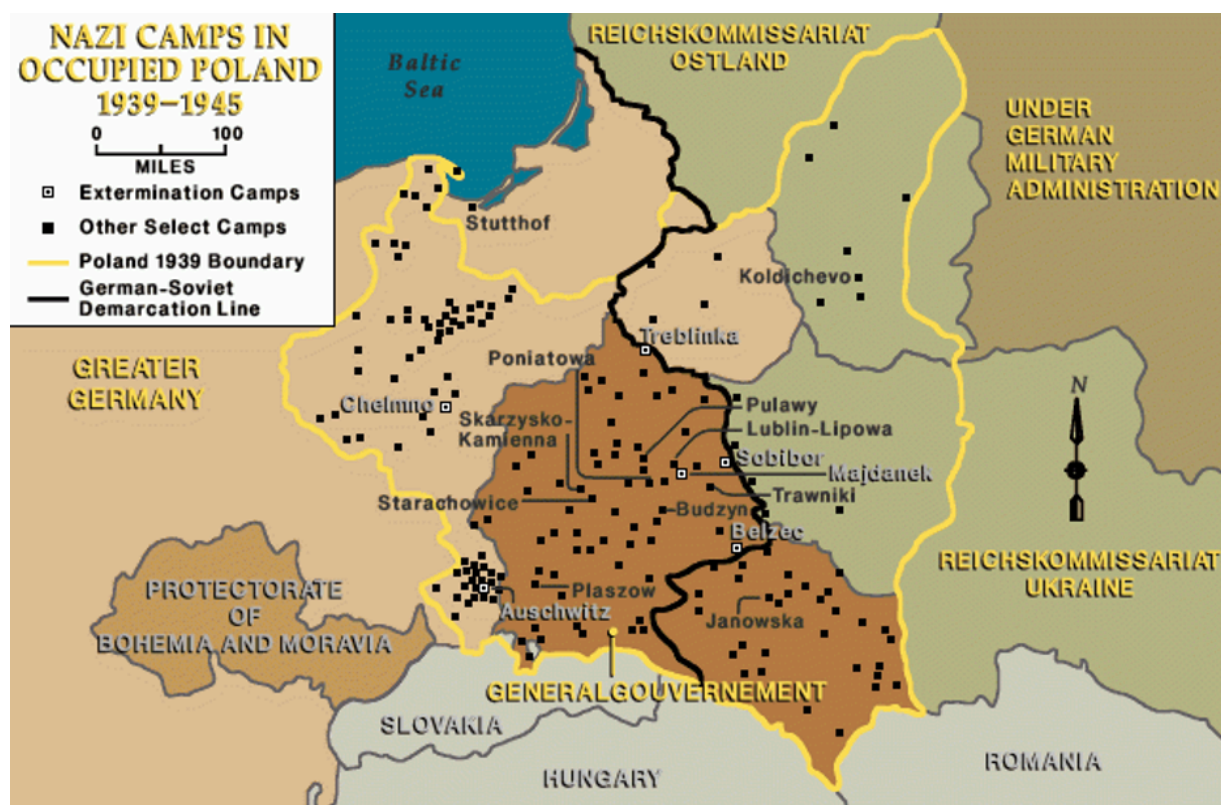 NAZI CAMPS IN
OCCUPIED POLAND
1939–1945
0 100
MILES
Extermination Camps
Other Select Camps
Poland 1939 Boundary
German-Soviet
Demarcation Line
Baltic
Sea
REICHSKOMMISSARIAT
OSTLAND
UNDER
GERMAN
MILITARY
ADMINISTRATION
Stutthof
Koldichevo
Treblinka
GREATER
GERMANY
Poniatowa
Chelmno
Skarzysko-
Kamienna
Pulawy
Lublin-Lipowa
Sobibor
Majdanek
Starachowice
Trawniki
Budzyn
Belzec
N
REICHSKOMMISSARIAT
UKRAINE
PROTECTORATE
OF
BOHEMIA AND MORAVIA
Plaszow
Auschwitz
Janowska
GENERALGOUVERNEMENT
SLOVAKIA
HUNGARY
ROMANIA